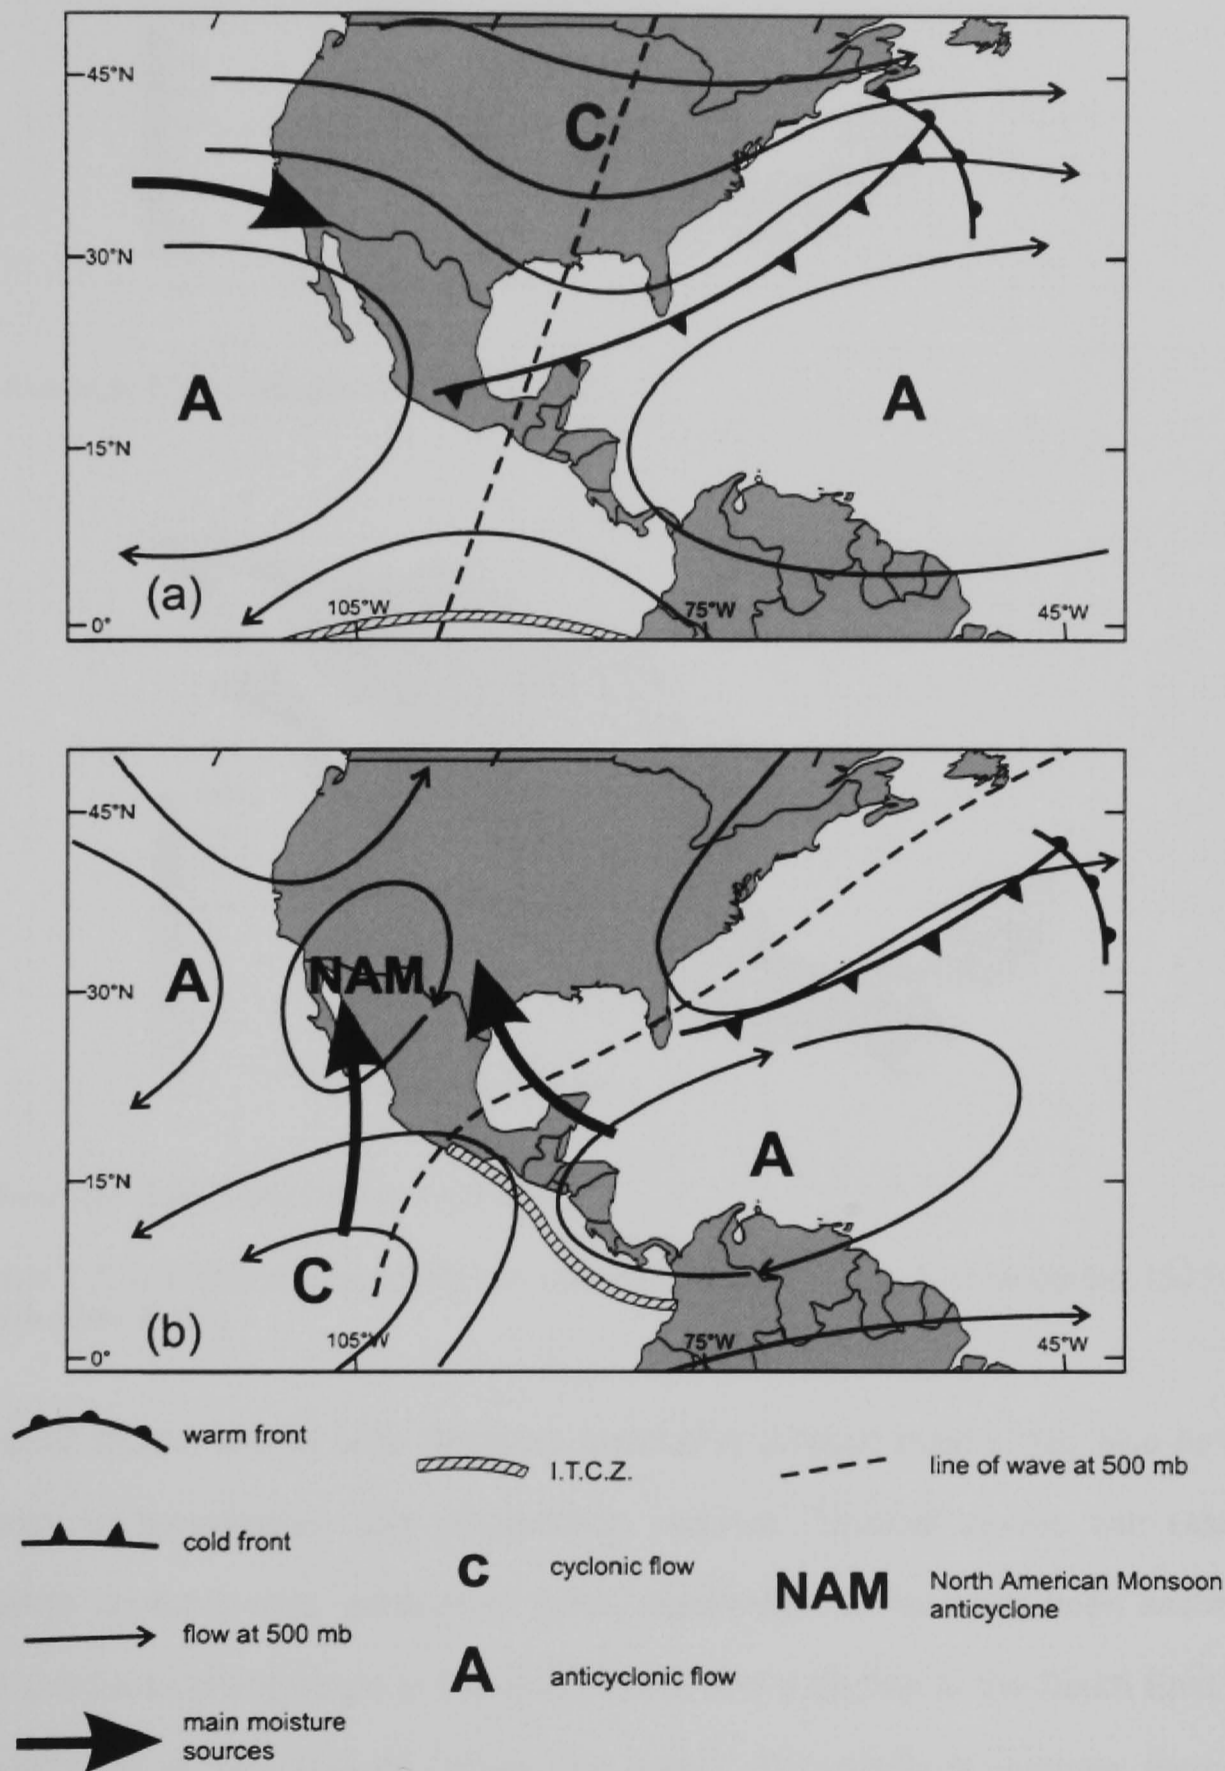 45°N
C
30°N
A
A
15°N
(a)
105°W
75°W
45°W
0°
45°N
A
NAM
30°N
A
15°N
C
(b)
105°W
75°W
45°W
0°
warm front
I.T.C.Z.
line of wave at 500 mb
cold front
C
cyclonic flow
NAM
North American Monsoon
anticyclone
flow at 500 mb
A
anticyclonic flow
main moisture
sources